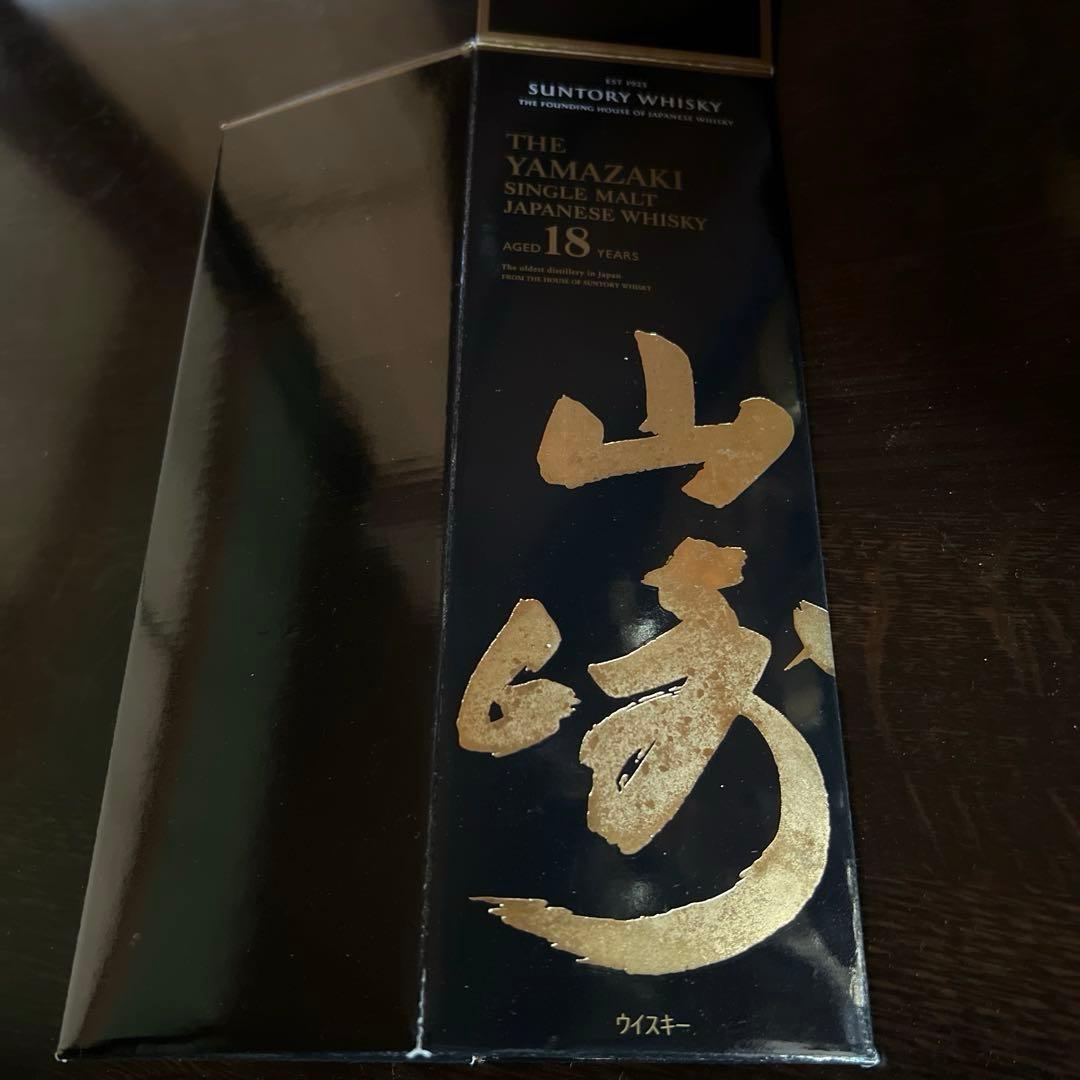 EST 1923
SUNTORY WHISKY
THE FOUNDING HOUSE OF JAPANESE WHISKY
THE
YAMAZAKI
SINGLE MALT
JAPANESE WHISKY
AGED 18 YEARS
The oldest distillery in Japan
FROM THE HOUSE OF SUNTORY WHISKY
山
崎
ウイスキー